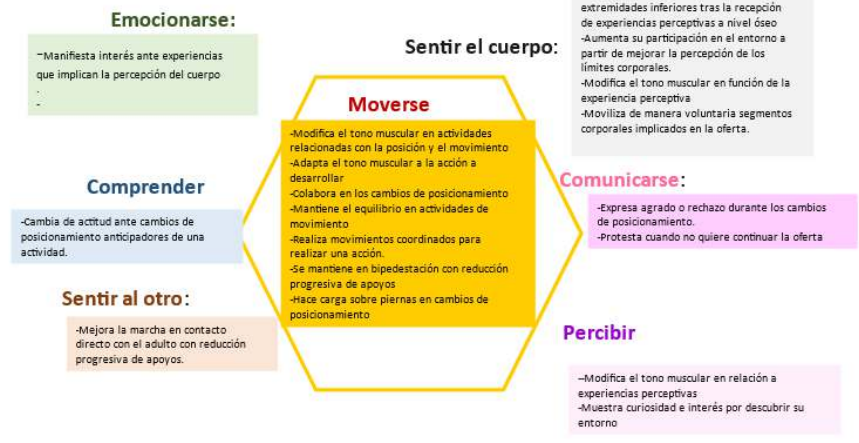 Emocionarse:
–Manifiesta interés ante experiencias
que implican la percepción del cuerpo
.
-
Sentir el cuerpo:
extremidades inferiores tras la recepción
de experiencias perceptivas a nivel óseo
-Aumenta su participación en el entorno a
partir de mejorar la percepción de los
límites corporales.
-Modifica el tono muscular en función de la
experiencia perceptiva
-Moviliza de manera voluntaria segmentos
corporales implicados en la oferta.
Moverse
-Modifica el tono muscular en actividades
relacionadas con la posición y el movimiento
-Adapta el tono muscular a la acción a
desarrollar
-Colabora en los cambios de posicionamiento
-Mantiene el equilibrio en actividades de
movimiento
-Realiza movimientos coordinados para
realizar una acción.
-Se mantiene en bipedestación con reducción
progresiva de apoyos
-Hace carga sobre piernas en cambios de
posicionamiento
Comprender
-Cambia de actitud ante cambios de
posicionamiento anticipadores de una
actividad.
Comunicarse:
-Expresa agrado o rechazo durante los cambios
de posicionamiento.
-Protesta cuando no quiere continuar la oferta
Sentir al otro:
-Mejora la marcha en contacto
directo con el adulto con reducción
progresiva de apoyos.
Percibir
–Modifica el tono muscular en relación a
experiencias perceptivas
-Muestra curiosidad e interés por descubrir su
entorno